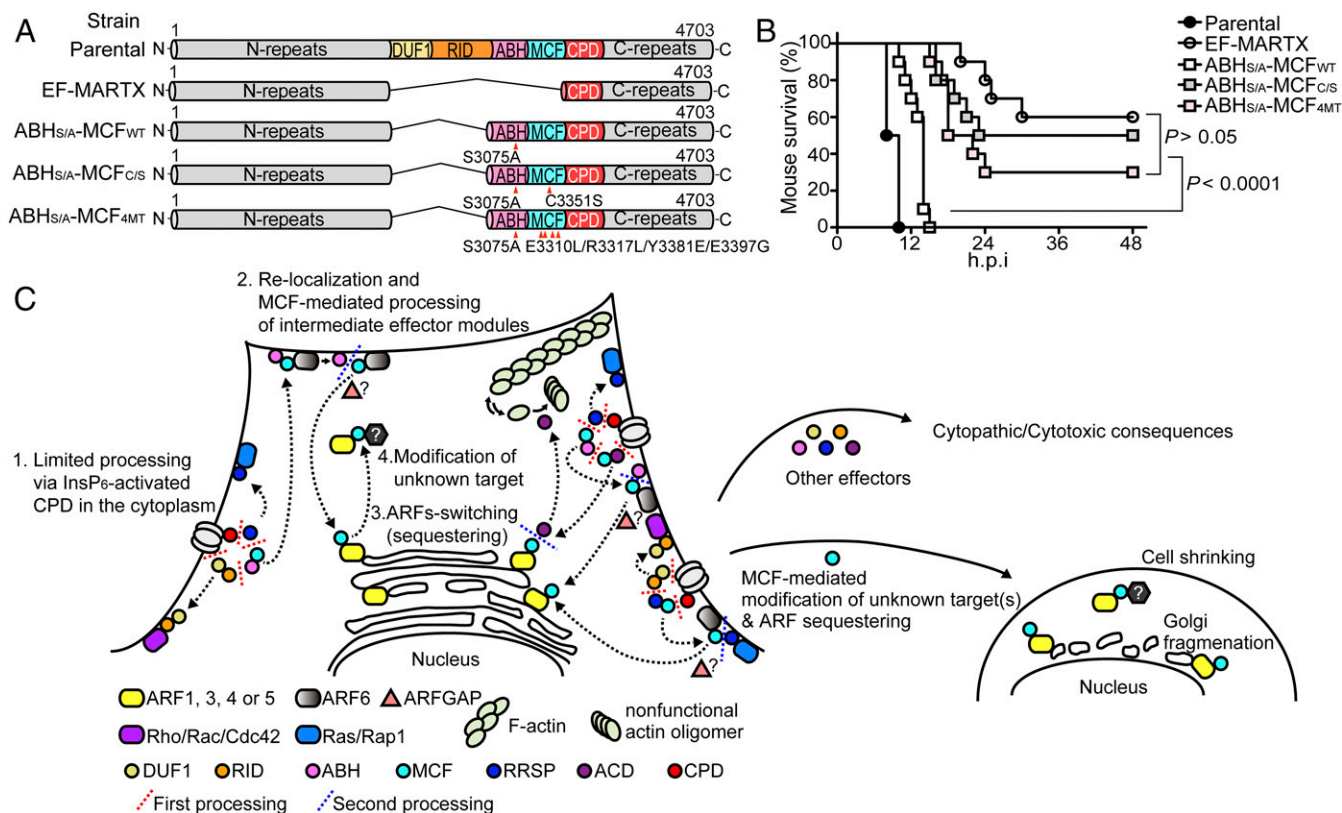 A
Strain
1
4703
Parental N- N-repeats DUF1 RID ABH MCF CPD C-repeats -C
1
4703
EF-MARTX N- N-repeats CPD C-repeats -C
1
4703
ABHS/A-MCFWT N- N-repeats ABH MCF CPD C-repeats -C
S3075A
1
4703
ABHS/A-MCFC/S N- N-repeats ABH MCF CPD C-repeats -C
S3075A C3351S
1
4703
ABHS/A-MCF4MT N- N-repeats ABH MCF CPD C-repeats -C
S3075A E3310L/R3317L/Y3381E/E3397G
B
Mouse survival (%)
100
80
60
40
20
0
0 12 24 36 48
h.p.i
Parental
EF-MARTX
ABHS/A-MCFWT
ABHS/A-MCFC/S
ABHS/A-MCF4MT
P > 0.05
P < 0.0001
C
2. Re-localization and
MCF-mediated processing
of intermediate effector modules
?
?
1. Limited processing
via InsP6-activated
CPD in the cytoplasm
4.Modification of
unknown target
3.ARFs-switching
(sequestering)
?
?
Nucleus
Cytopathic/Cytotoxic consequences
Other effectors
MCF-mediated
modification of unknown target(s)
& ARF sequestering
Cell shrinking
?
Golgi
fragmenation
Nucleus
ARF1, 3, 4 or 5 ARF6 ARFGAP
Rho/Rac/Cdc42 Ras/Rap1
F-actin
nonfunctional
actin oligomer
DUF1 RID ABH MCF RRSP ACD CPD
First processing Second processing